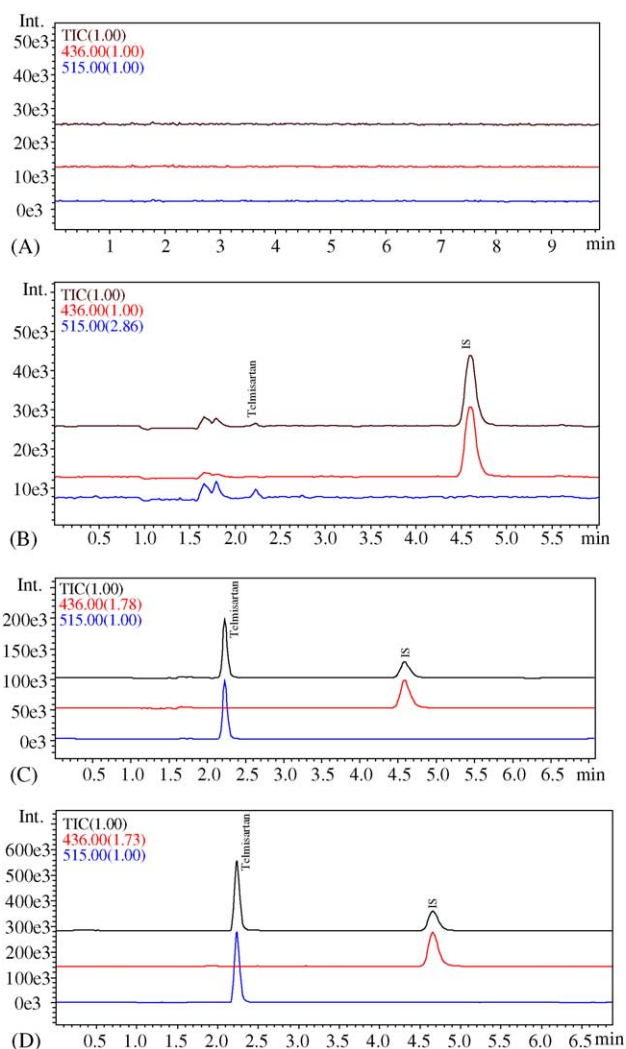 Int.
TIC(1.00)
436.00(1.00)
515.00(1.00)
50e3
40e3
30e3
20e3
10e3
0e3
1 2 3 4 5 6 7 8 9 min
(A)
Int.
TIC(1.00)
436.00(1.00)
515.00(2.86)
50e3
40e3
30e3
20e3
10e3
Telmisartan
IS
0.5 1.0 1.5 2.0 2.5 3.0 3.5 4.0 4.5 5.0 5.5 min
(B)
Int.
TIC(1.00)
436.00(1.78)
515.00(1.00)
200e3
150e3
100e3
50e3
0e3
Telmisartan
IS
0.5 1.0 1.5 2.0 2.5 3.0 3.5 4.0 4.5 5.0 5.5 6.0 6.5 min
(C)
Int.
TIC(1.00)
436.00(1.73)
515.00(1.00)
600e3
500e3
400e3
300e3
200e3
100e3
0e3
Telmisartan
IS
0.5 1.0 1.5 2.0 2.5 3.0 3.5 4.0 4.5 5.0 5.5 6.0 6.5 min
(D)